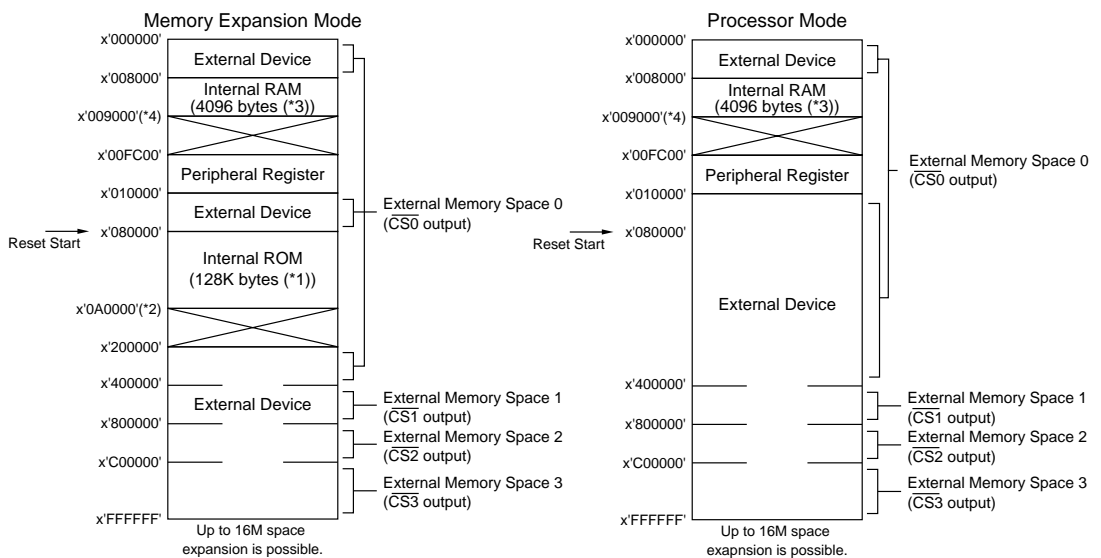 Memory Expansion Mode
x'000000'
External Device
x'008000'
Internal RAM
(4096 bytes (*3))
x'009000'(*4)
x'00FC00'
Peripheral Register
x'010000'
External Device
External Memory Space 0
(CS0 output)
Reset Start
x'080000'
Internal ROM
(128K bytes (*1))
x'0A0000'(*2)
x'200000'
x'400000'
External Device
External Memory Space 1
(CS1 output)
x'800000'
External Memory Space 2
(CS2 output)
x'C00000'
External Memory Space 3
(CS3 output)
x'FFFFFF'
Up to 16M space
expansion is possible.
Processor Mode
x'000000'
External Device
x'008000'
Internal RAM
(4096 bytes (*3))
x'009000'(*4)
x'00FC00'
External Memory Space 0
(CS0 output)
Peripheral Register
x'010000'
Reset Start
x'080000'
External Device
x'400000'
External Memory Space 1
(CS1 output)
x'800000'
External Memory Space 2
(CS2 output)
x'C00000'
External Memory Space 3
(CS3 output)
x'FFFFFF'
Up to 16M space
exapnsion is possible.